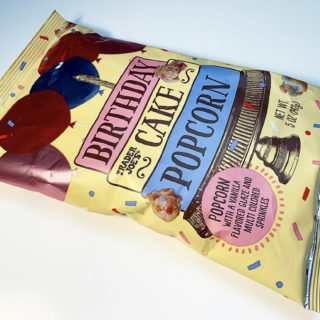 BIRTHDAY
CAKE
TRADER
JOE'S
POPCORN
NET WT.
5 OZ (142g)
POPCORN
WITH A VANILLA
FLAVORED GLAZE AND
MULTI COLORED
SPRINKLES